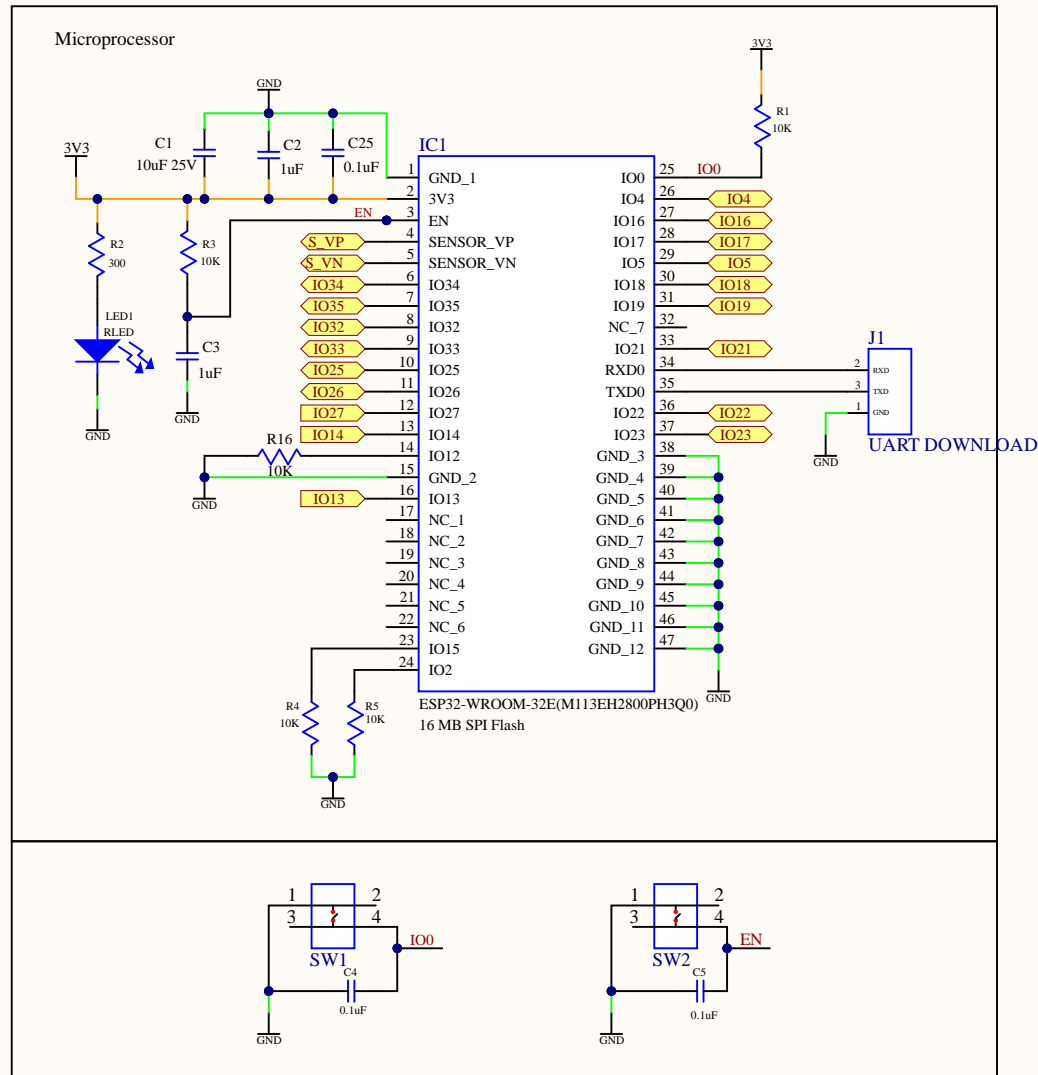 Microprocessor
3V3
GND
R1
10K
C1
10uF 25V
C2
1uF
C25
0.1uF
3V3
IC1
1 GND_1
2 3V3
EN 3 EN
S_VP 4 SENSOR_VP
S_VN 5 SENSOR_VN
IO34 6 IO34
IO35 7 IO35
IO32 8 IO32
IO33 9 IO33
IO25 10 IO25
IO26 11 IO26
IO27 12 IO27
IO14 13 IO14
14 IO12
15 GND_2
IO13 16 IO13
17 NC_1
18 NC_2
19 NC_3
20 NC_4
21 NC_5
22 NC_6
23 IO15
24 IO2
IO0 25 IO0
IO4 26 IO4
IO16 27 IO16
IO17 28 IO17
IO5 29 IO5
IO18 30 IO18
IO19 31 IO19
NC_7 32
IO21 33 IO21
RXD0 34
TXD0 35
IO22 36 IO22
IO23 37 IO23
GND_3 38
GND_4 39
GND_5 40
GND_6 41
GND_7 42
GND_8 43
GND_9 44
GND_10 45
GND_11 46
GND_12 47
GND
R2
300
R3
10K
LED1
RLED
C3
1uF
GND
GND
R16
10K
GND
J1
2 RXD
3 TXD
1 GND
UART DOWNLOAD
GND
ESP32-WROOM-32E(M113EH2800PH3Q0)
16 MB SPI Flash
R4
10K
R5
10K
GND
1 2
3 4
IO0
SW1
C4
0.1uF
GND
1 2
3 4
EN
SW2
C5
0.1uF
GND